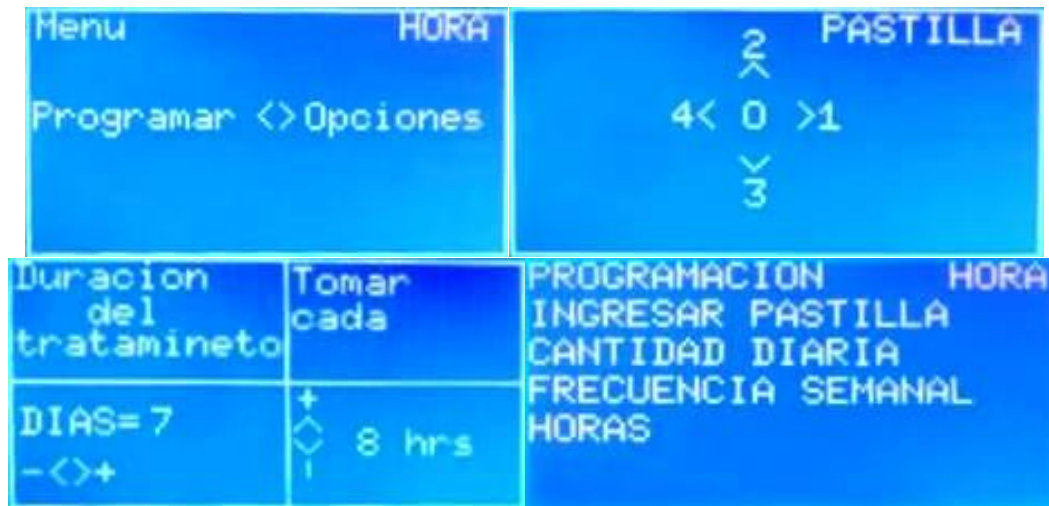 Menu HORA
Programar <> Opciones
PASTILLA
2
^
4< 0 >1
v
3
Duracion
del
tratamineto
Tomar
cada
DIAS= 7
-<>+
+
^
v 8 hrs
-
PROGRAMACION HORA
INGRESAR PASTILLA
CANTIDAD DIARIA
FRECUENCIA SEMANAL
HORAS